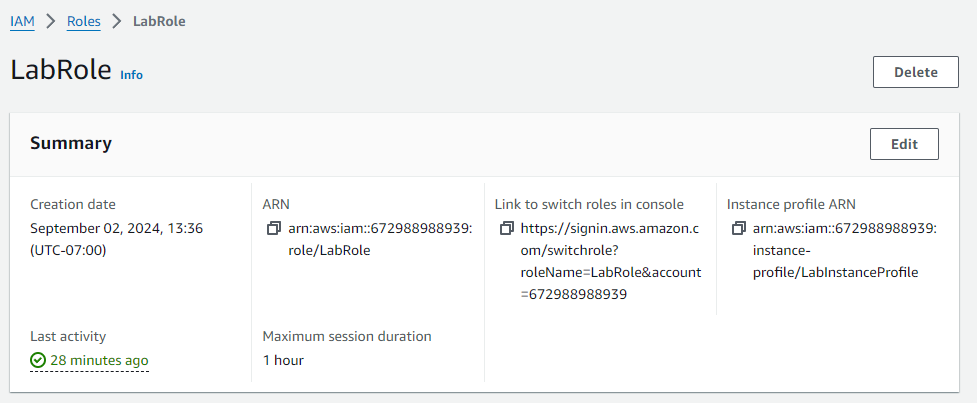 IAM > Roles > LabRole
LabRole Info
Delete
Summary
Edit
Creation date
September 02, 2024, 13:36
(UTC-07:00)
ARN
arn:aws:iam::672988988939:
role/LabRole
Link to switch roles in console
https://signin.aws.amazon.c
om/switchrole?
roleName=LabRole&account
=672988988939
Instance profile ARN
arn:aws:iam::672988988939:
instance-
profile/LabInstanceProfile
Last activity
28 minutes ago
Maximum session duration
1 hour